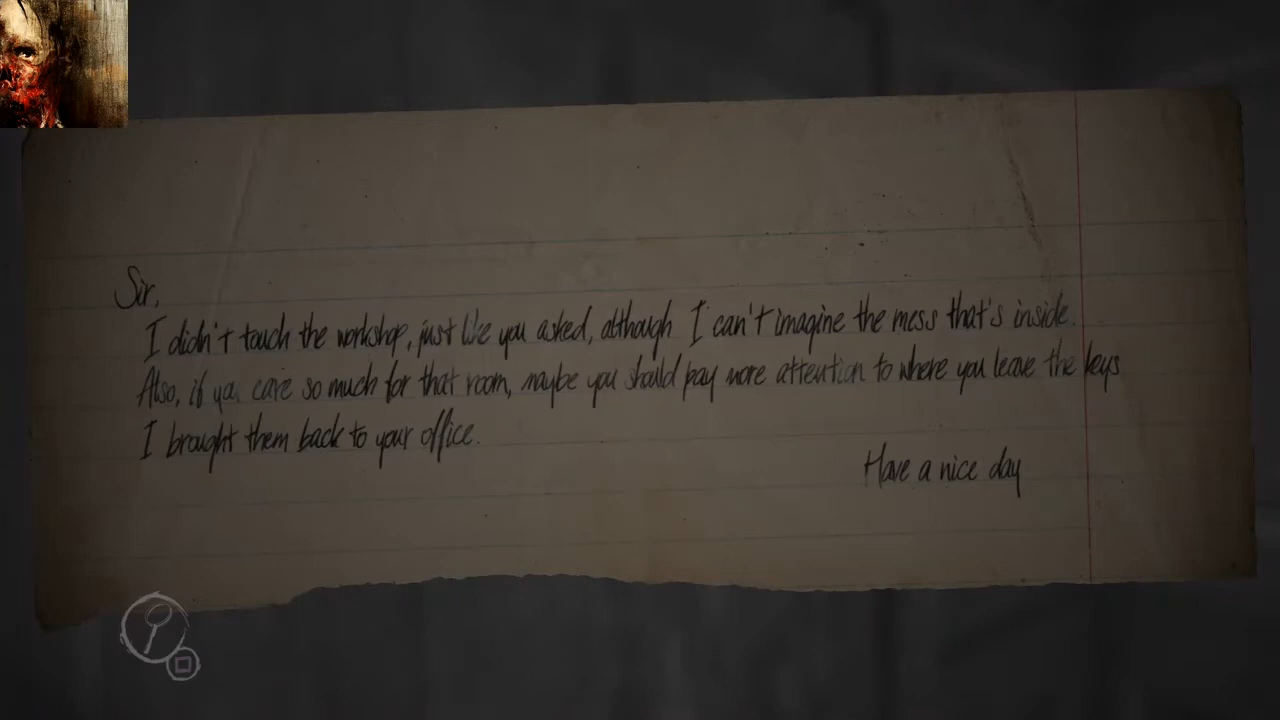 Sir,
I didn't touch the workshop, just like you asked, although I can't imagine the mess that's inside.
Also, if you care so much for that room, maybe you should pay more attention to where you leave the keys
I brought them back to your office.
Have a nice day